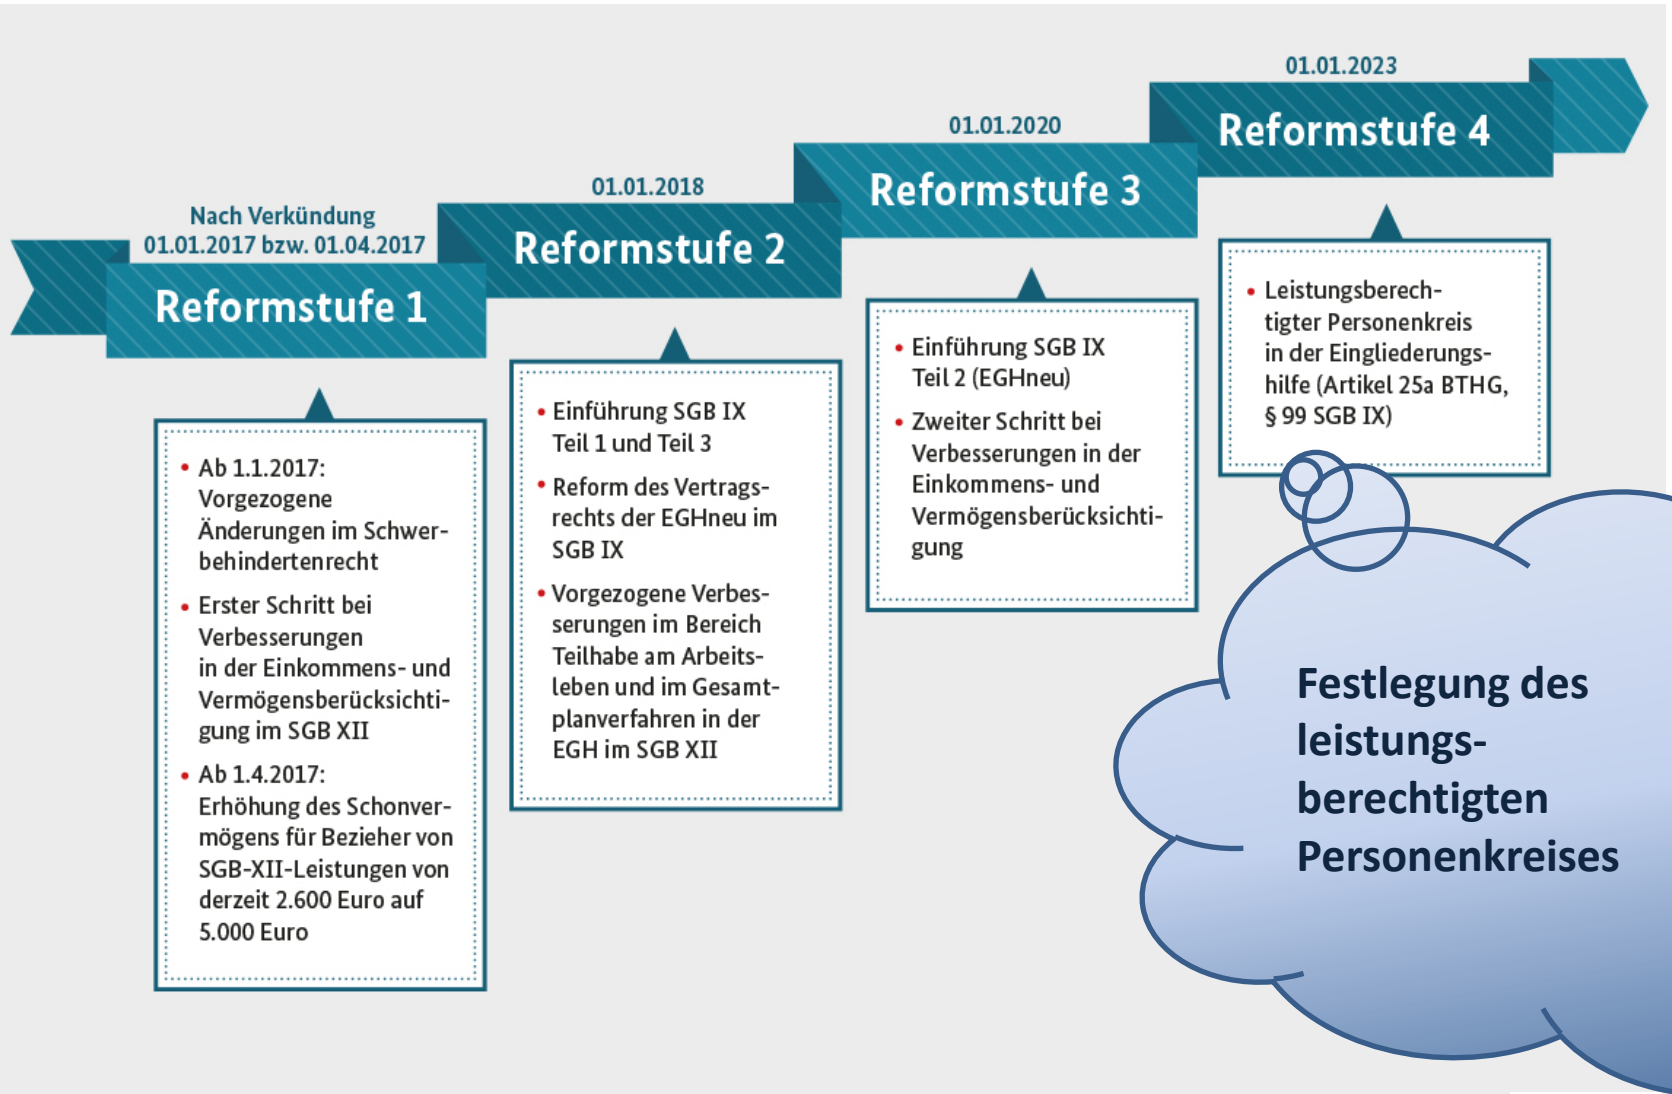 Nach Verkündung
01.01.2017 bzw. 01.04.2017
Reformstufe 1
• Ab 1.1.2017:
Vorgezogene
Änderungen im Schwer-
behindertenrecht
• Erster Schritt bei
Verbesserungen
in der Einkommens- und
Vermögensberücksichti-
gung im SGB XII
• Ab 1.4.2017:
Erhöhung des Schonver-
mögens für Bezieher von
SGB-XII-Leistungen von
derzeit 2.600 Euro auf
5.000 Euro
01.01.2018
Reformstufe 2
• Einführung SGB IX
Teil 1 und Teil 3
• Reform des Vertrags-
rechts der EGHneu im
SGB IX
• Vorgezogene Verbes-
serungen im Bereich
Teilhabe am Arbeits-
leben und im Gesamt-
planverfahren in der
EGH im SGB XII
01.01.2020
Reformstufe 3
• Einführung SGB IX
Teil 2 (EGHneu)
• Zweiter Schritt bei
Verbesserungen in der
Einkommens- und
Vermögensberücksichti-
gung
01.01.2023
Reformstufe 4
• Leistungsberech-
tigter Personenkreis
in der Eingliederungs-
hilfe (Artikel 25a BTHG,
§ 99 SGB IX)
Festlegung des
leistungs-
berechtigten
Personenkreises